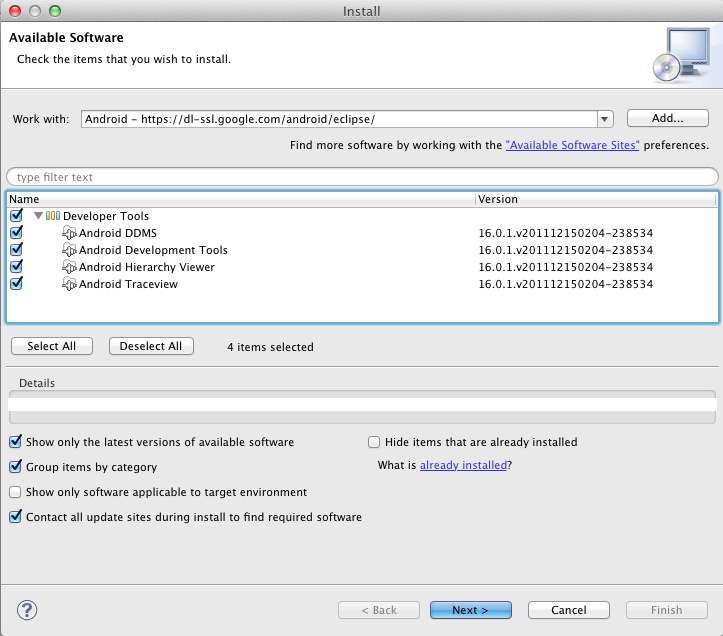 Install
Available Software
Check the items that you wish to install.
Work with: Android - https://dl-ssl.google.com/android/eclipse/ Add...
Find more software by working with the "Available Software Sites" preferences.
type filter text
Name Version
Developer Tools
Android DDMS 16.0.1.v201112150204-238534
Android Development Tools 16.0.1.v201112150204-238534
Android Hierarchy Viewer 16.0.1.v201112150204-238534
Android Traceview 16.0.1.v201112150204-238534
Select All Deselect All 4 items selected
Details
Show only the latest versions of available software Hide items that are already installed
Group items by category What is already installed?
Show only software applicable to target environment
Contact all update sites during install to find required software
? < Back Next > Cancel Finish